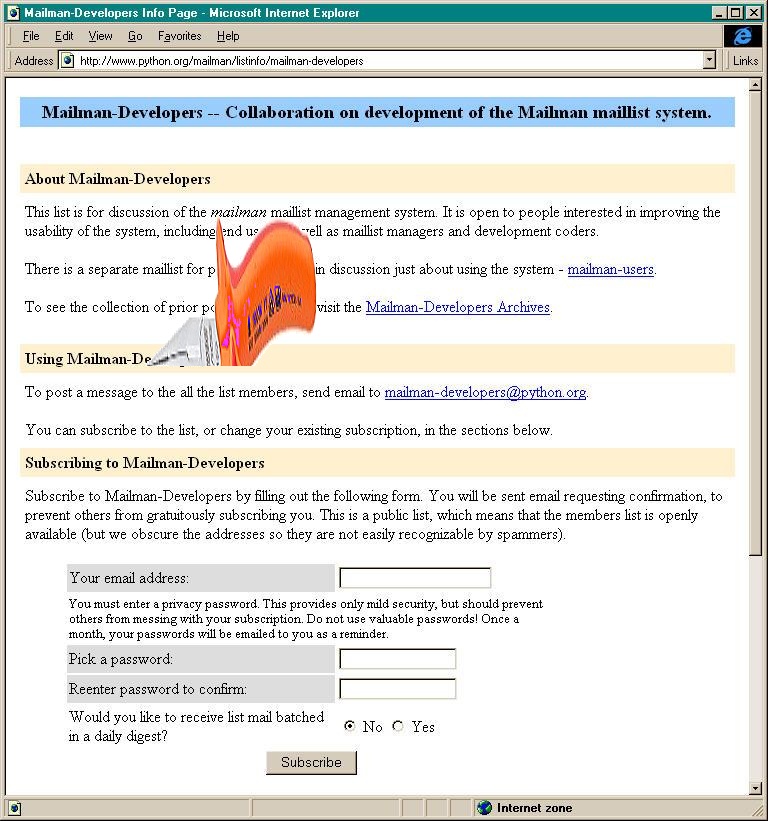 Mailman-Developers Info Page - Microsoft Internet Explorer
File Edit View Go Favorites Help
Address http://www.python.org/mailman/listinfo/mailman-developers Links
Mailman-Developers -- Collaboration on development of the Mailman maillist system.
About Mailman-Developers
This list is for discussion of the mailman maillist management system. It is open to people interested in improving the
usability of the system, including end as maillist managers and development coders.
There is a separate maillist for in discussion just about using the system - mailman-users.
To see the collection of prior visit the Mailman-Developers Archives.
Using
To post a message to the all the list members, send email to mailman-developers@python.org.
You can subscribe to the list, or change your existing subscription, in the sections below.
Subscribing to Mailman-Developers
Subscribe to Mailman-Developers by filling out the following form. You will be sent email requesting confirmation, to
prevent others from gratuitously subscribing you. This is a public list, which means that the members list is openly
available (but we obscure the addresses so they are not easily recognizable by spammers).
Your email address:
You must enter a privacy password. This provides only mild security, but should prevent
others from messing with your subscription. Do not use valuable passwords! Once a
month, your passwords will be emailed to you as a reminder.
Pick a password:
Reenter password to confirm:
Would you like to receive list mail batched
in a daily digest?
No Yes
Subscribe
Internet zone